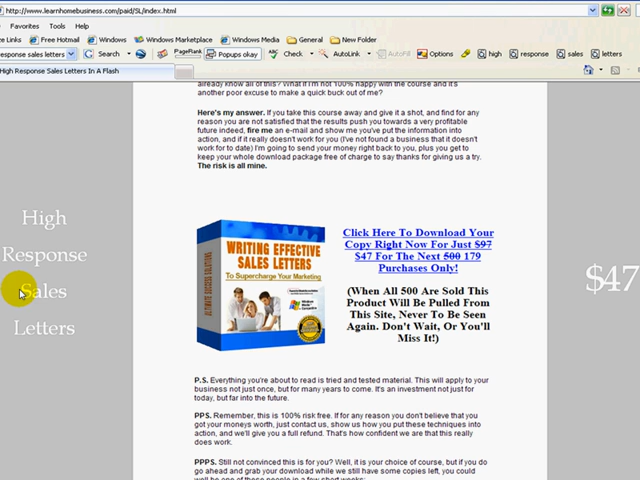 http://www.learnhomebusiness.com/paid/SL/index.html
Favorites Tools Help
Links Free Hotmail Windows Windows Marketplace Windows Media General New Folder
response sales letters Search PageRank Popups okay Check AutoLink AutoFill Options high response sales letters
High Response Sales Letters In A Flash
already know all of this? What if I'm not 100% happy with the course and it's
another poor excuse to make a quick buck out of me?
Here's my answer. If you take this course away and give it a shot, and find for any
reason you are not satisfied that the results push you towards a very profitable
future indeed, fire me an e-mail and show me you've put the information into
action, and if it really doesn't work for you (I've not found a business that it doesn't
work for to date) I'm going to send your money right back to you, plus you get to
keep your whole download package free of charge to say thanks for giving us a try.
The risk is all mine.
High
Response
Sales
Letters
ULTIMATE SUCCESS SOLUTIONS
WRITING EFFECTIVE
SALES LETTERS
To Supercharge Your Marketing
Click Here To Download Your
Copy Right Now For Just $97
$47 For The Next 500 179
Purchases Only!
(When All 500 Are Sold This
Product Will Be Pulled From
This Site, Never To Be Seen
Again. Don't Wait, Or You'll
Miss It!)
$47
P.S. Everything you're about to read is tried and tested material. This will apply to your
business not just once, but for many years to come. It's an investment not just for
today, but far into the future.
PPS. Remember, this is 100% risk free. If for any reason you don't believe that you
got your moneys worth, just contact us, show us how you put these techniques into
action, and we'll give you a full refund. That's how confident we are that this really
does work.
PPPS. Still not convinced this is for you? Well, it is your choice of course, but if you do
go ahead and grab your download while we still have some copies left, you could
well be one of those people in a few short weeks: